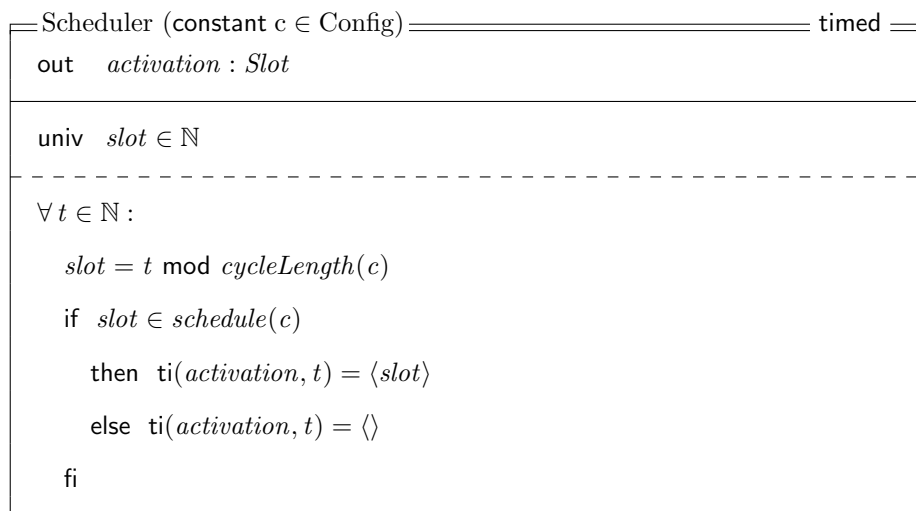 Scheduler (constant c ∈ Config) timed
out activation : Slot
univ slot ∈ ℕ
∀ t ∈ ℕ :
slot = t mod cycleLength(c)
if slot ∈ schedule(c)
then ti(activation, t) = ⟨slot⟩
else ti(activation, t) = ⟨⟩
fi